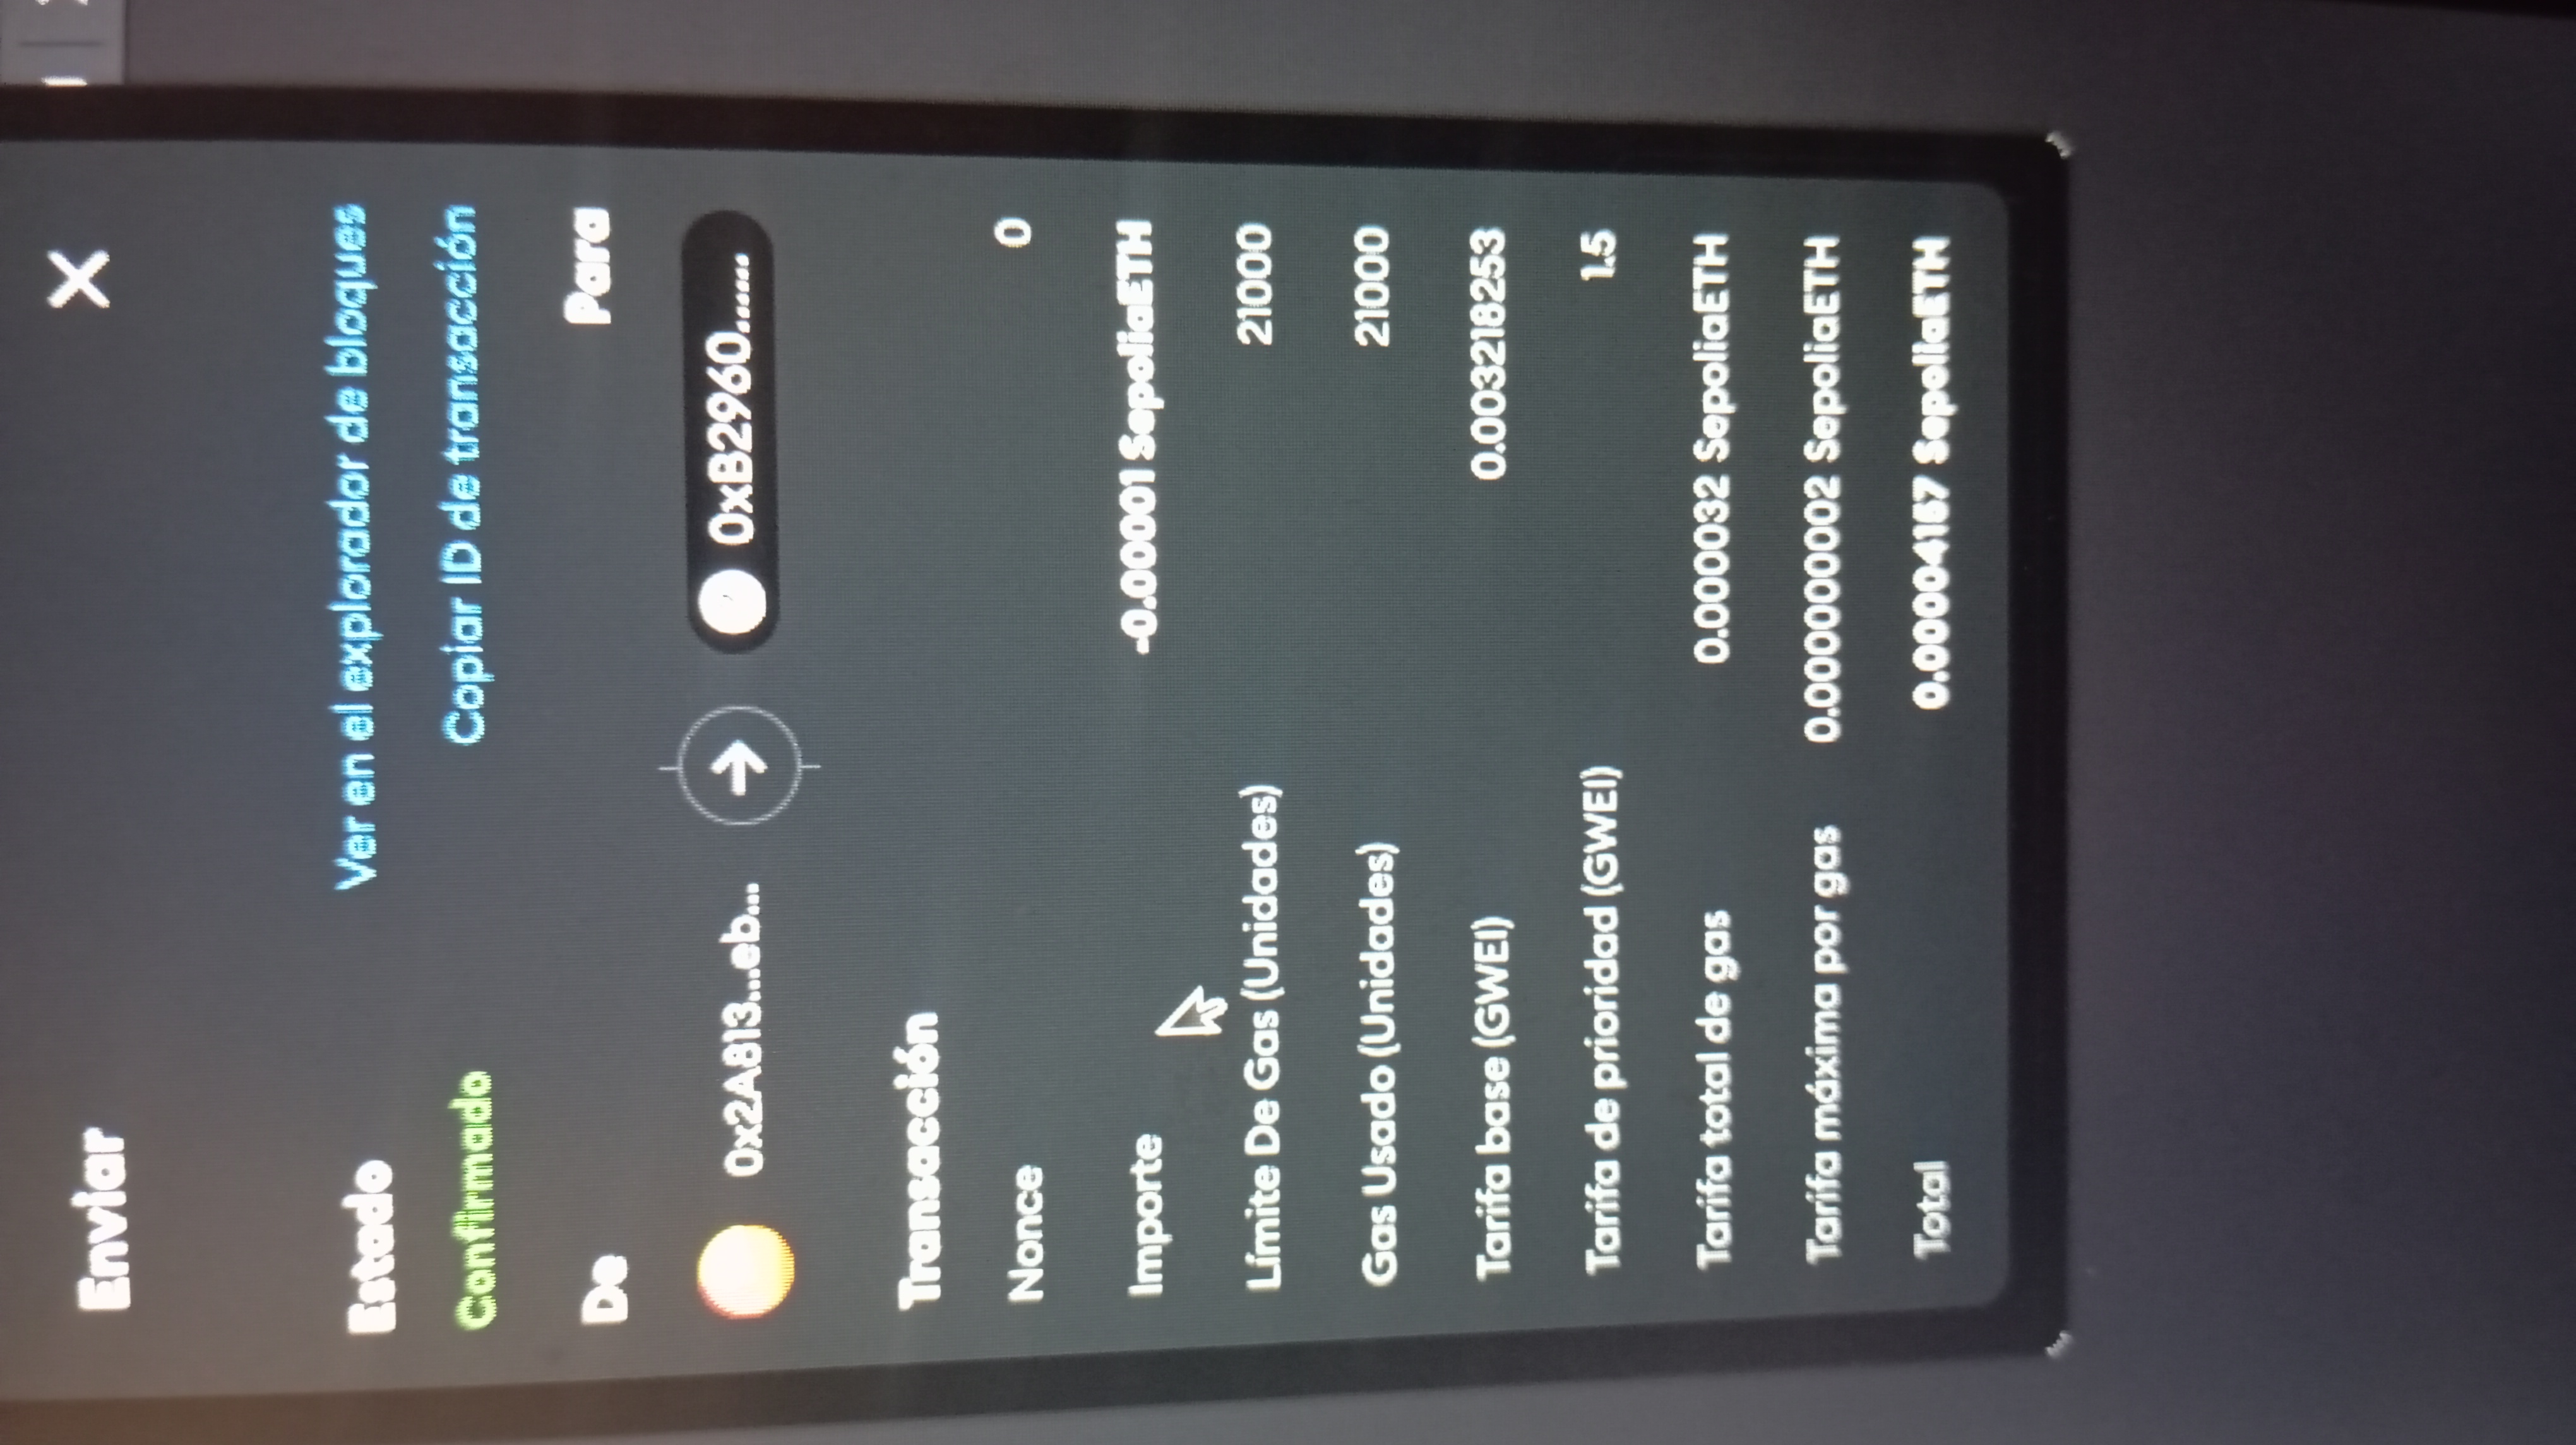 Enviar
Estado
Ver en el explorador de bloques
Confirmado
Copiar ID de transacción
De
Para
0x2A813...eb...
0xB2960......
Transacción
Nonce 0
Importe -0.00001 SepoliaETH
Límite De Gas (Unidades) 21000
Gas Usado (Unidades) 21000
Tarifa base (GWEI) 0.003218253
Tarifa de prioridad (GWEI) 1.5
Tarifa total de gas 0.000032 SepoliaETH
Tarifa máxima por gas 0.000000002 SepoliaETH
Total 0.00004157 SepoliaETH